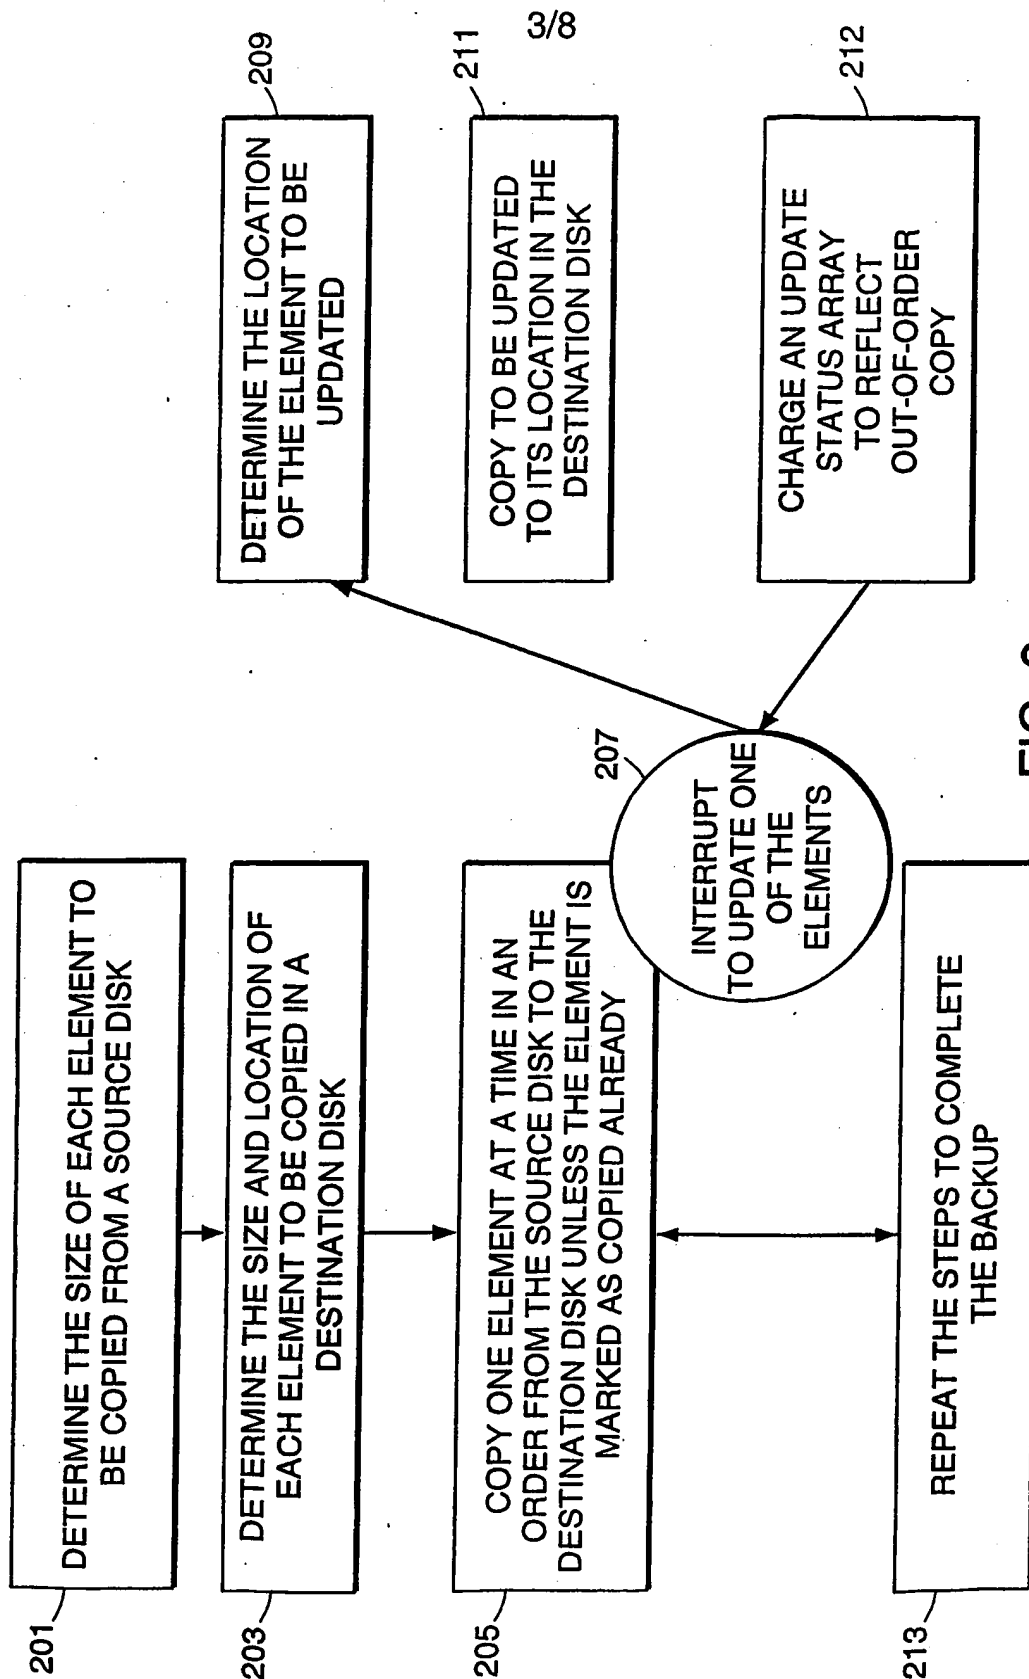 3/8
201
DETERMINE THE SIZE OF EACH ELEMENT TO
BE COPIED FROM A SOURCE DISK
203
DETERMINE THE SIZE AND LOCATION OF
EACH ELEMENT TO BE COPIED IN A
DESTINATION DISK
205
COPY ONE ELEMENT AT A TIME IN AN
ORDER FROM THE SOURCE DISK TO THE
DESTINATION DISK UNLESS THE ELEMENT IS
MARKED AS COPIED ALREADY
207
INTERRUPT
TO UPDATE ONE
OF THE
ELEMENTS
209
DETERMINE THE LOCATION
OF THE ELEMENT TO BE
UPDATED
211
COPY TO BE UPDATED
TO ITS LOCATION IN THE
DESTINATION DISK
212
CHARGE AN UPDATE
STATUS ARRAY
TO REFLECT
OUT-OF-ORDER
COPY
213
REPEAT THE STEPS TO COMPLETE
THE BACKUP
FIG.